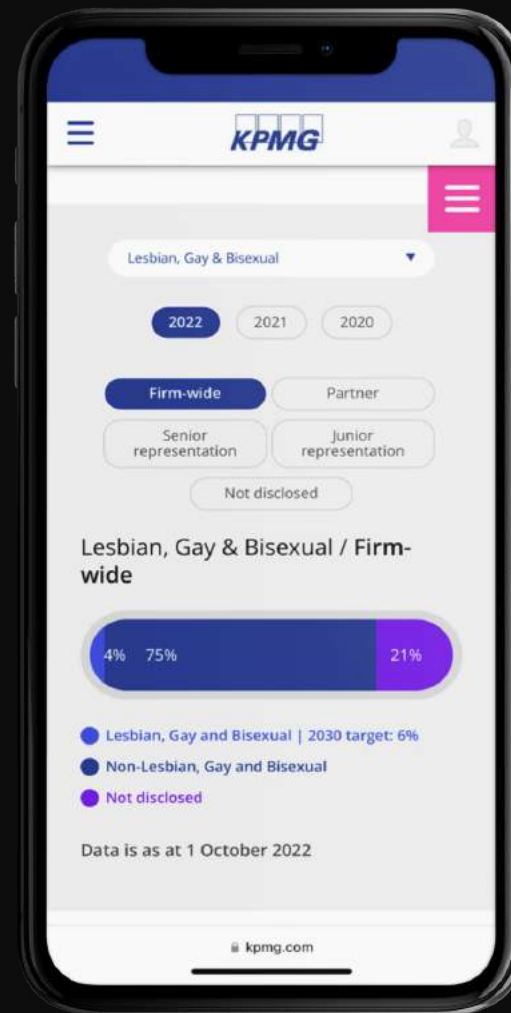 KPMG
Lesbian, Gay & Bisexual
2022 2021 2020
Firm-wide Partner
Senior
representation
Junior
representation
Not disclosed
Lesbian, Gay & Bisexual / Firm-
wide
4% 75% 21%
Lesbian, Gay and Bisexual | 2030 target: 6%
Non-Lesbian, Gay and Bisexual
Not disclosed
Data is as at 1 October 2022
kpmg.com